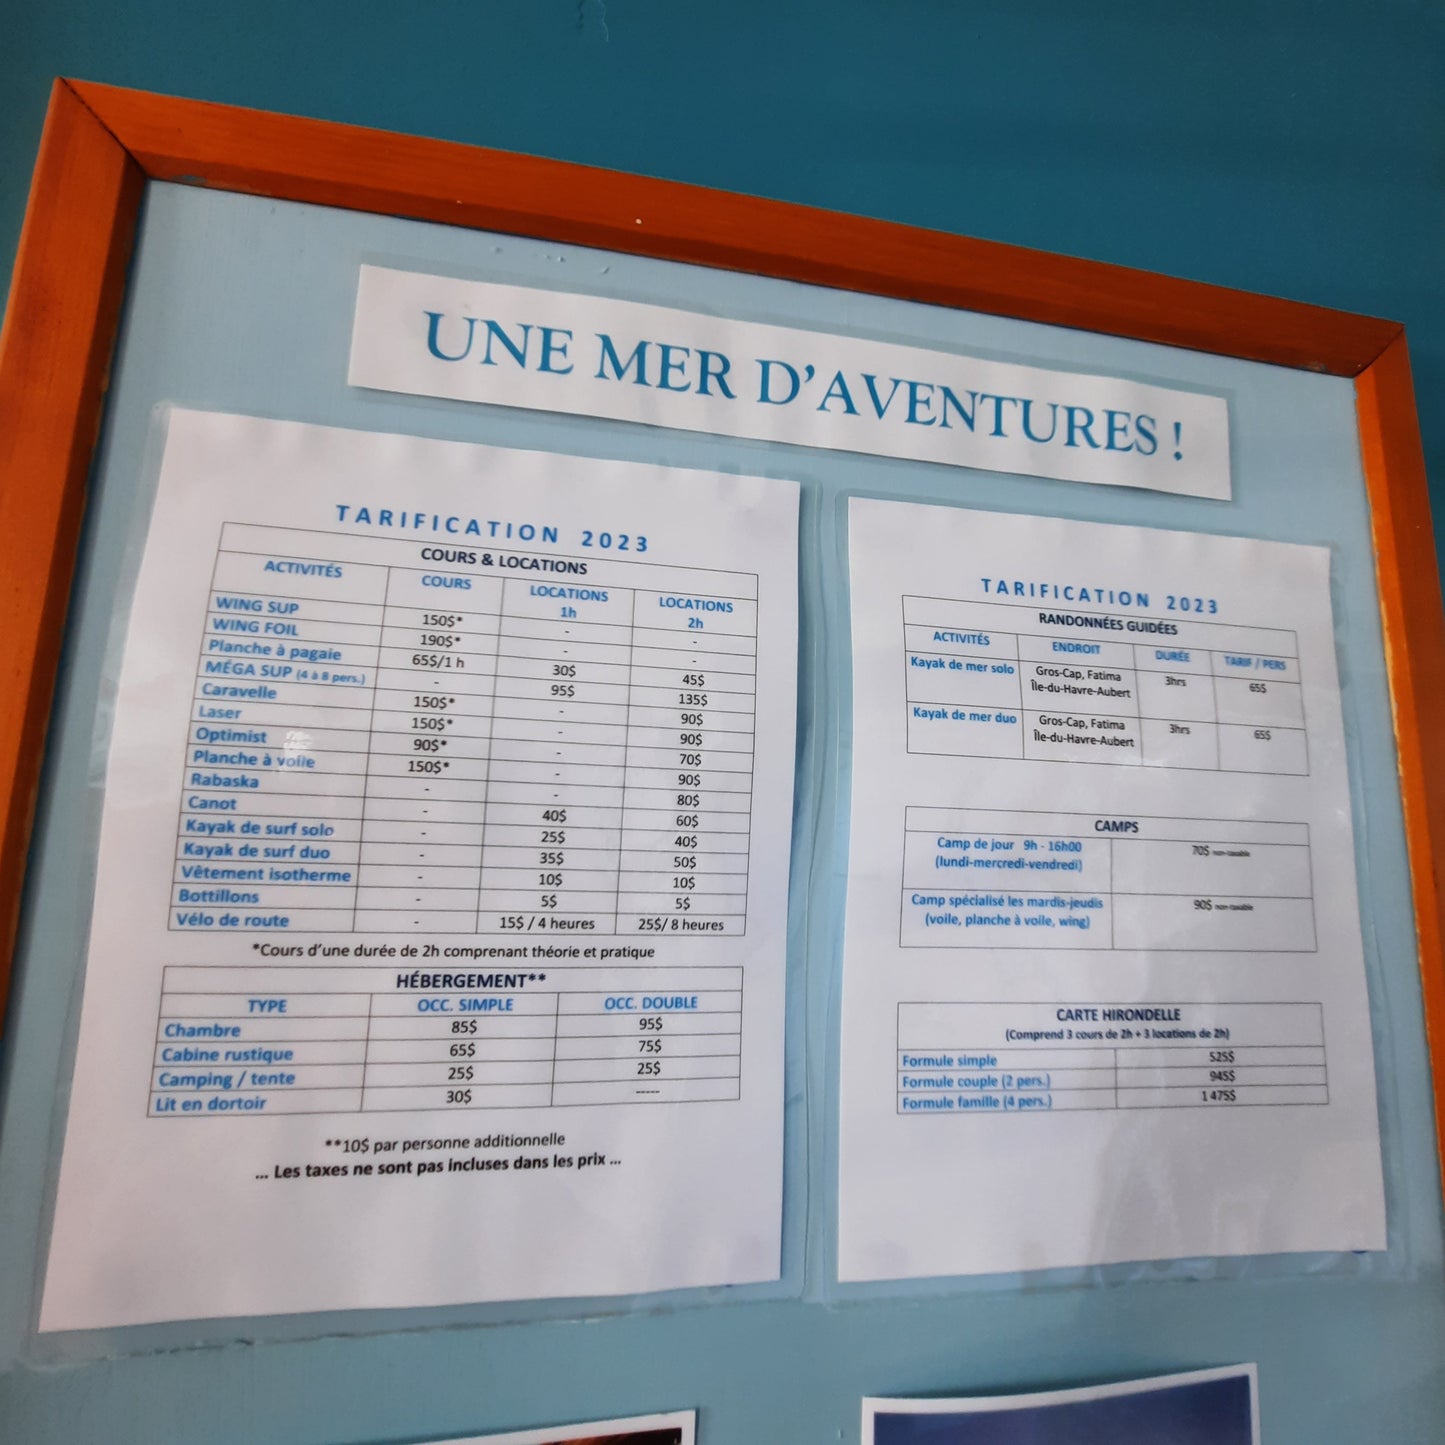 UNE MER D'AVENTURES !
TARIFICATION 2023
COURS & LOCATIONS
ACTIVITÉS COURS LOCATIONS 1h LOCATIONS 2h
WING SUP 150$* - -
WING FOIL 190$* - -
Planche à pagaie 65$/1 h 30$ 45$
MÉGA SUP (4 à 8 pers.) - 95$ 135$
Caravelle 150$* - 90$
Laser 150$* - 90$
Optimist 90$* - 70$
Planche à voile 150$* - 90$
Rabaska - - 80$
Canot - 40$ 60$
Kayak de surf solo - 25$ 40$
Kayak de surf duo - 35$ 50$
Vêtement isotherme - 10$ 10$
Bottillons - 5$ 5$
Vélo de route - 15$ / 4 heures 25$/ 8 heures
*Cours d'une durée de 2h comprenant théorie et pratique
HÉBERGEMENT**
TYPE OCC. SIMPLE OCC. DOUBLE
Chambre 85$ 95$
Cabine rustique 65$ 75$
Camping / tente 25$ 25$
Lit en dortoir 30$ -----
**10$ par personne additionnelle
... Les taxes ne sont pas incluses dans les prix ...
TARIFICATION 2023
RANDONNÉES GUIDÉES
ACTIVITÉS ENDROIT DURÉE TARIF / PERS
Kayak de mer solo Gros-Cap, Fatima 3hrs 65$
Île-du-Havre-Aubert
Kayak de mer duo Gros-Cap, Fatima 3hrs 65$
Île-du-Havre-Aubert
CAMPS
Camp de jour 9h - 16h00 70$ non-taxable
(lundi-mercredi-vendredi)
Camp spécialisé les mardis-jeudis 90$ non-taxable
(voile, planche à voile, wing)
CARTE HIRONDELLE
(Comprend 3 cours de 2h + 3 locations de 2h)
Formule simple 525$
Formule couple (2 pers.) 945$
Formule famille (4 pers.) 1 475$